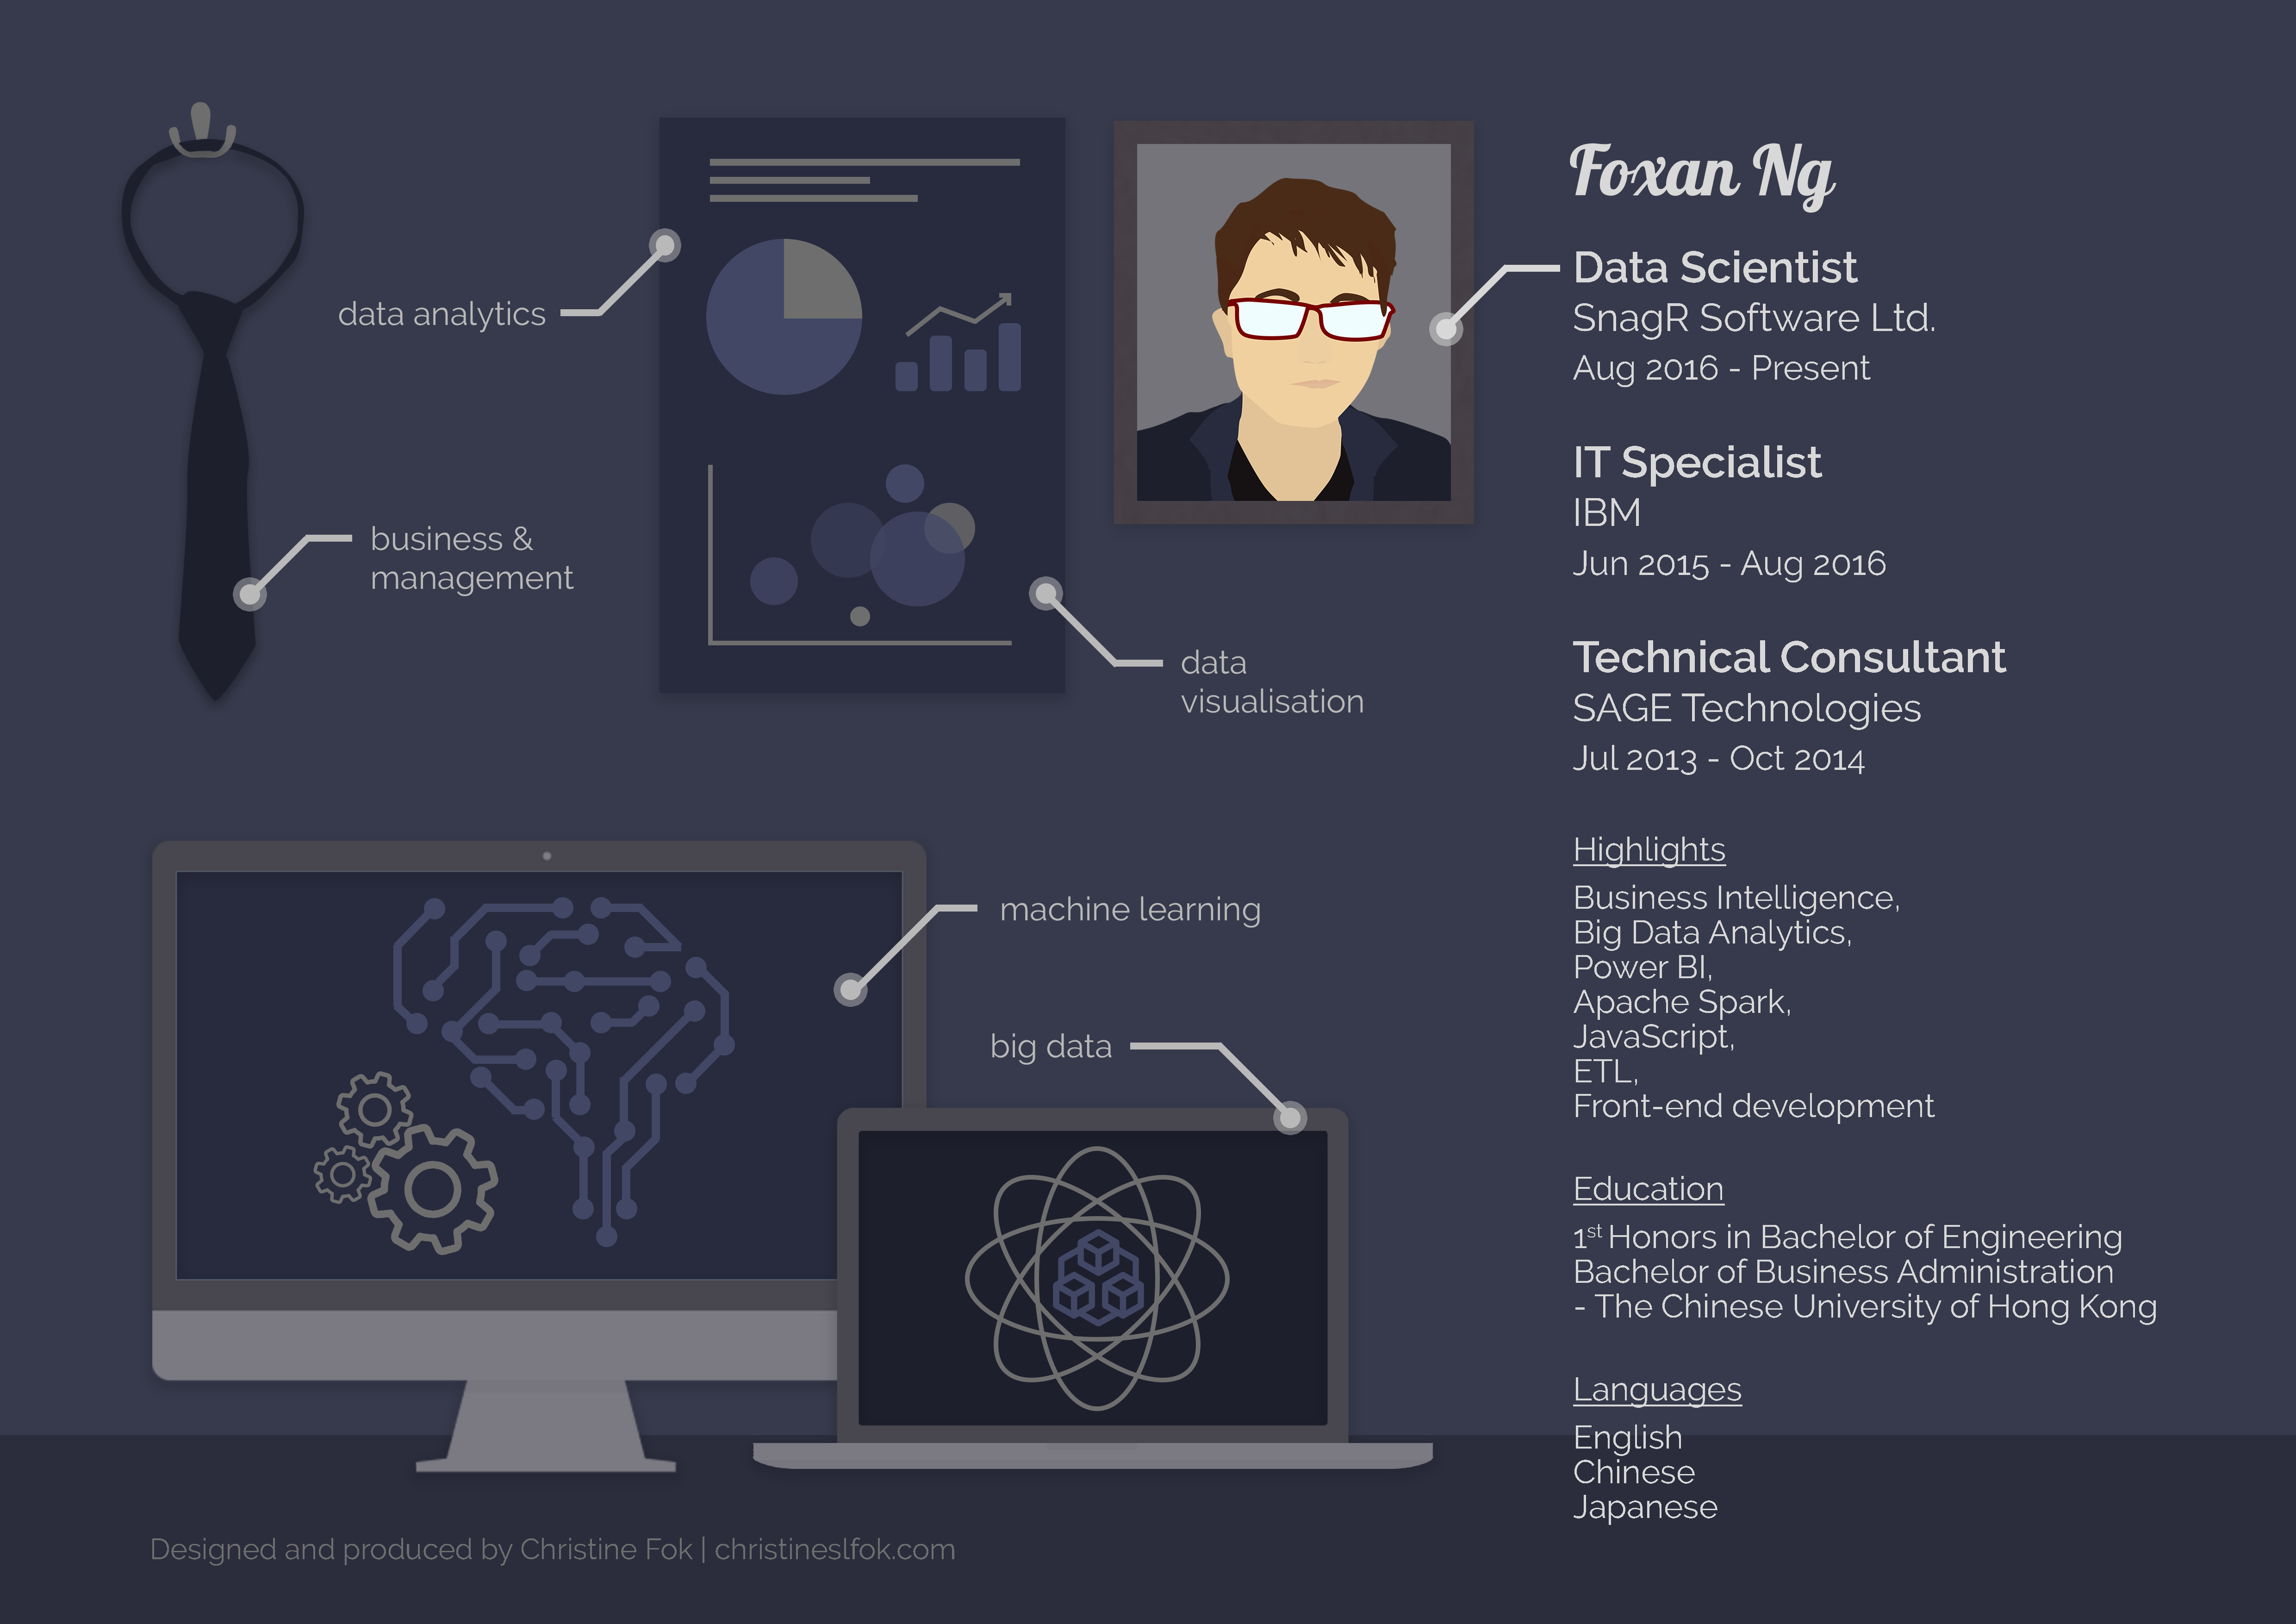 Foxan Ng
Data Scientist
SnagR Software Ltd.
Aug 2016 - Present
IT Specialist
IBM
Jun 2015 - Aug 2016
Technical Consultant
SAGE Technologies
Jul 2013 - Oct 2014
Highlights
Business Intelligence,
Big Data Analytics,
Power BI,
Apache Spark,
JavaScript,
ETL,
Front-end development
Education
1st Honors in Bachelor of Engineering
Bachelor of Business Administration
- The Chinese University of Hong Kong
Languages
English
Chinese
Japanese
data analytics
business &
management
data
visualisation
machine learning
big data
Designed and produced by Christine Fok | christineslfok.com